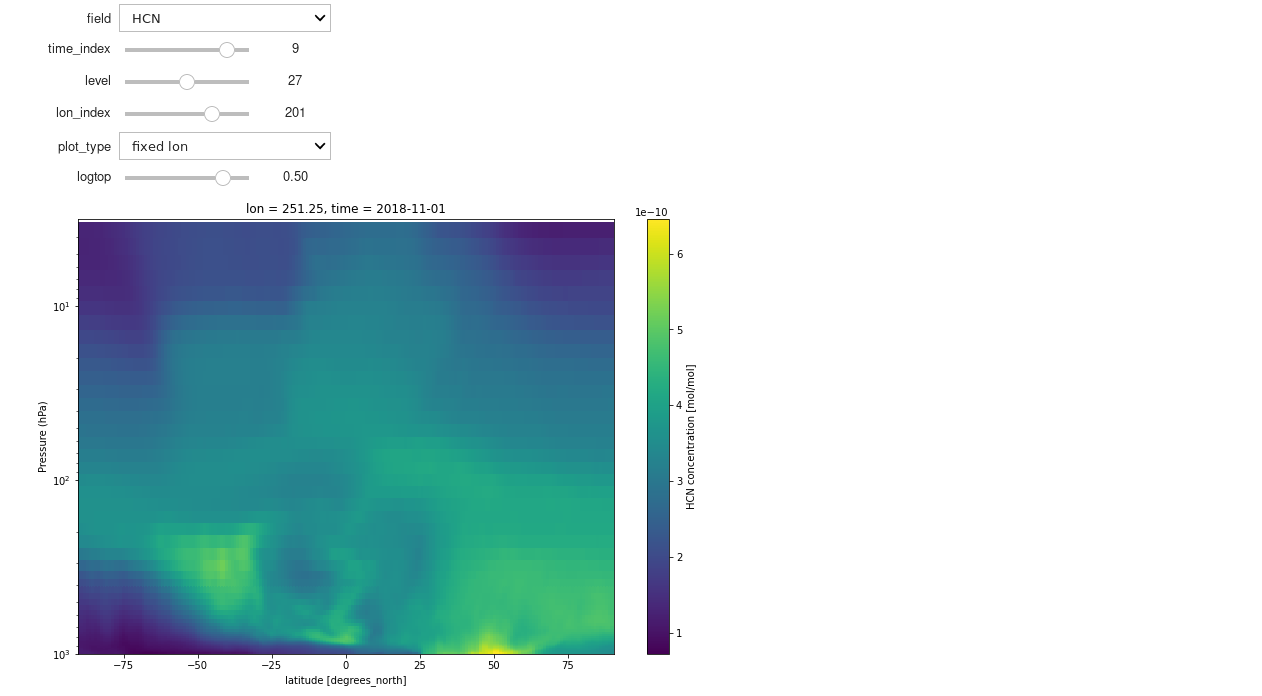 field HCN
time_index 9
level 27
lon_index 201
plot_type fixed lon
logtop 0.50
lon = 251.25, time = 2018-11-01
1e−10
Pressure (hPa)
10¹
10²
10³
−75 −50 −25 0 25 50 75
latitude [degrees_north]
6
5
4
3
2
1
HCN concentration [mol/mol]